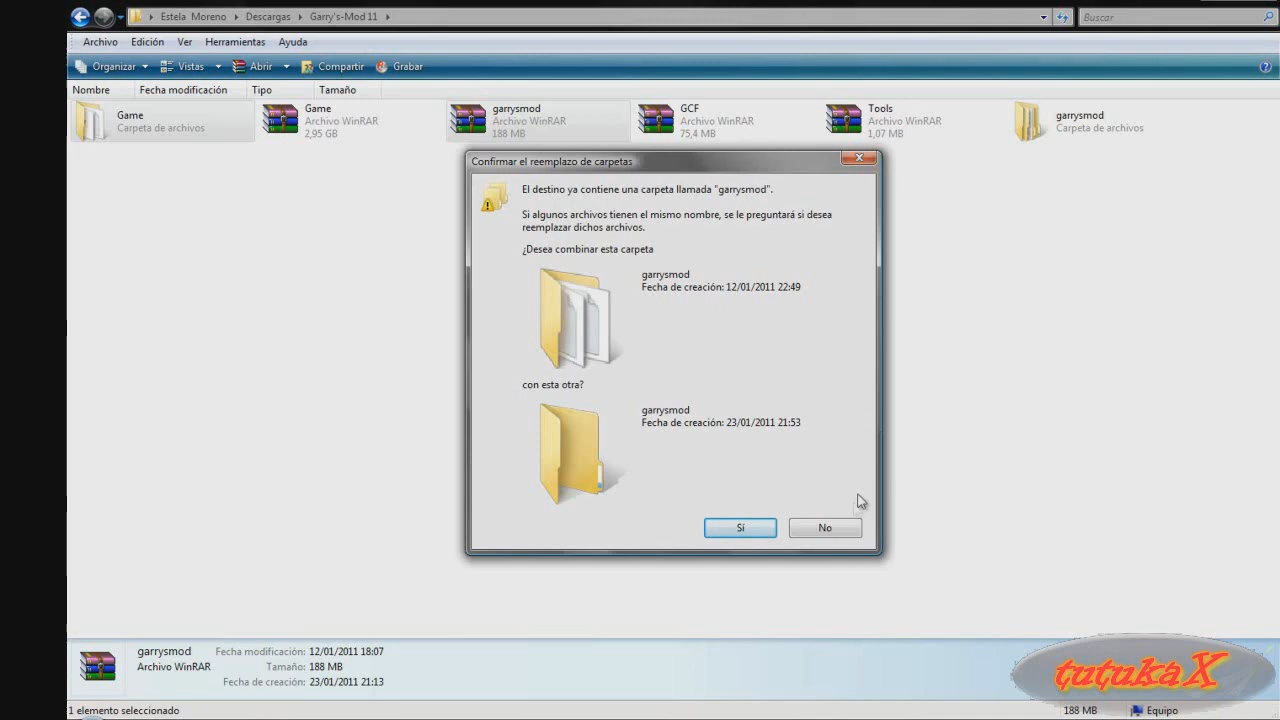 Estela Moreno
Descargas
Garry's-Mod 11
Buscar
Archivo
Edición
Ver
Herramientas
Ayuda
Organizar
Vistas
Abrir
Compartir
Grabar
Nombre
Fecha modificación
Tipo
Tamaño
Game
Carpeta de archivos
Game
Archivo WinRAR
2,95 GB
garrysmod
Archivo WinRAR
188 MB
GCF
Archivo WinRAR
75,4 MB
Tools
Archivo WinRAR
1,07 MB
garrysmod
Carpeta de archivos
Confirmar el reemplazo de carpetas
El destino ya contiene una carpeta llamada "garrysmod".
Si algunos archivos tienen el mismo nombre, se le preguntará si desea
reemplazar dichos archivos.
¿Desea combinar esta carpeta
garrysmod
Fecha de creación: 12/01/2011 22:49
con esta otra?
garrysmod
Fecha de creación: 23/01/2011 21:53
Sí
No
garrysmod
Archivo WinRAR
Fecha modificación: 12/01/2011 18:07
Tamaño: 188 MB
Fecha de creación: 23/01/2011 21:13
tutukaX
1 elemento seleccionado
188 MB
Equipo